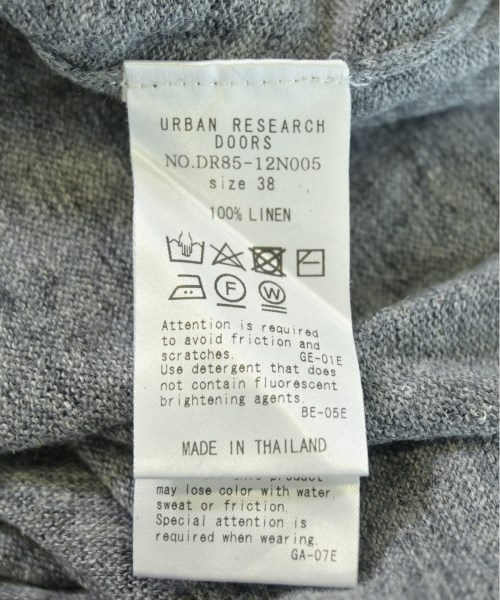 URBAN RESEARCH
DOORS
NO.DR85-12N005
size 38
100% LINEN
F W
Attention is required
to avoid friction and
scratches. GE-01E
Use detergent that does
not contain fluorescent
brightening agents.
BE-05E
MADE IN THAILAND
product
may lose color with water,
sweat or friction.
Special attention is
required when wearing.
GA-07E